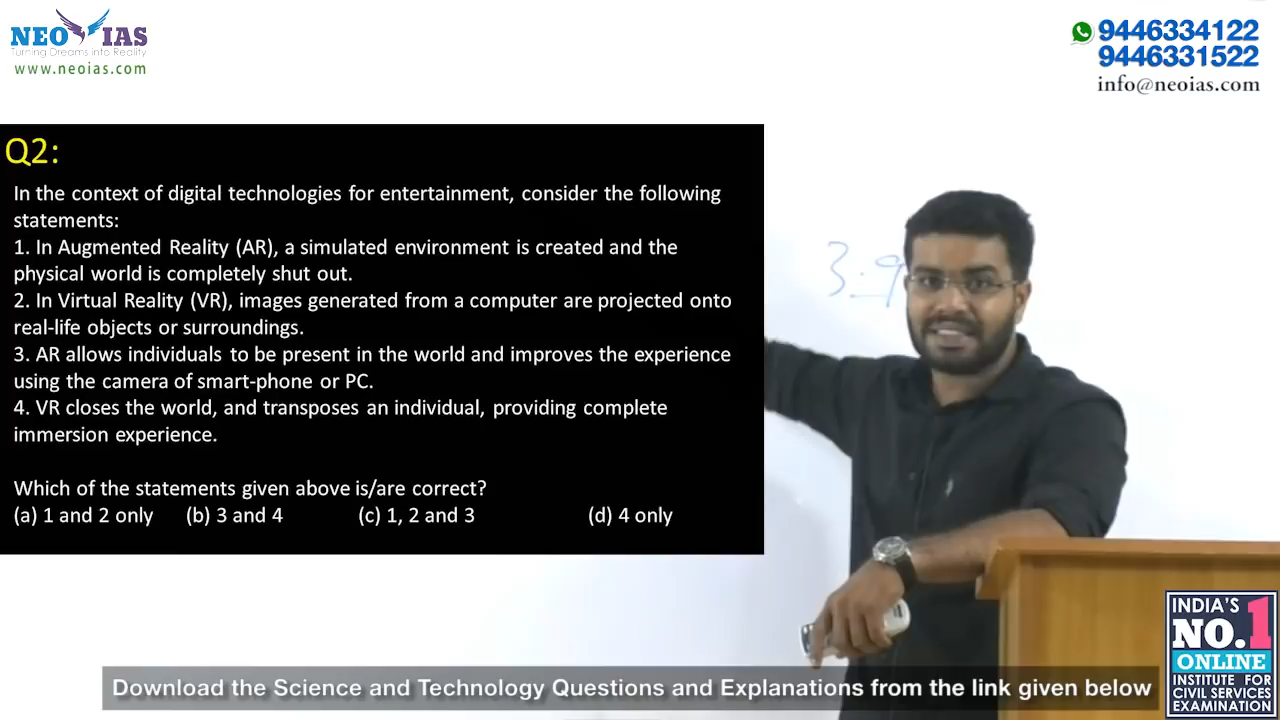 NEO IAS
Turning Dreams into Reality
www.neoias.com
9446334122
9446331522
info@neoias.com
Q2:
In the context of digital technologies for entertainment, consider the following
statements:
1. In Augmented Reality (AR), a simulated environment is created and the
physical world is completely shut out.
2. In Virtual Reality (VR), images generated from a computer are projected onto
real-life objects or surroundings.
3. AR allows individuals to be present in the world and improves the experience
using the camera of smart-phone or PC.
4. VR closes the world, and transposes an individual, providing complete
immersion experience.
Which of the statements given above is/are correct?
(a) 1 and 2 only (b) 3 and 4 (c) 1, 2 and 3 (d) 4 only
3.9
INDIA'S
NO.1
ONLINE
INSTITUTE FOR
CIVIL SERVICES
EXAMINATION
Download the Science and Technology Questions and Explanations from the link given below